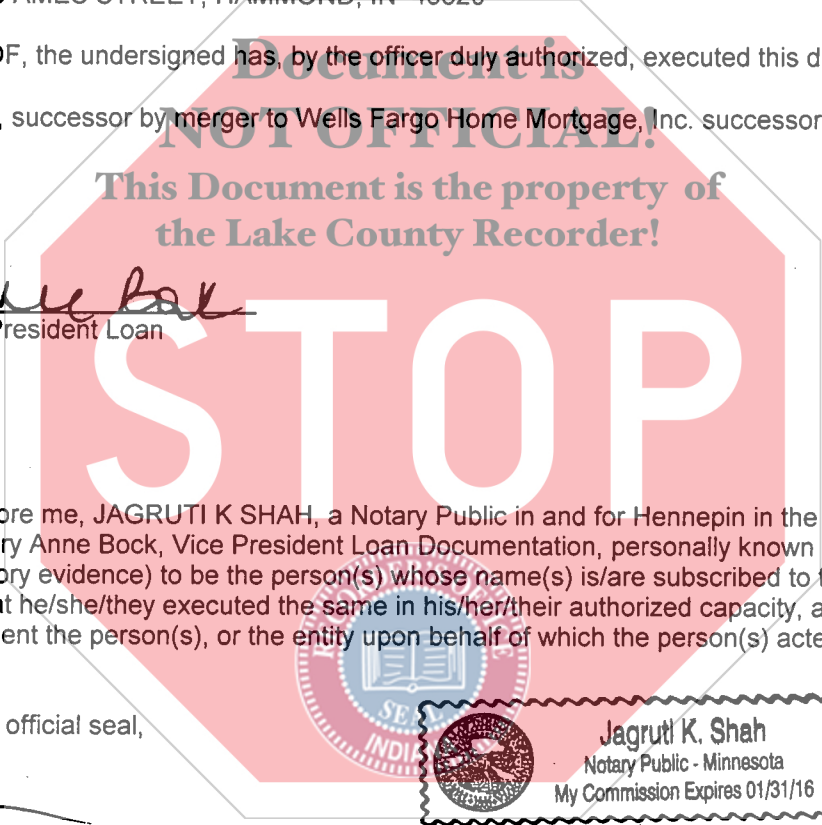 AMES STREET, HAMMOND, IN
OF, the undersigned has, by the officer duly authorized, executed this d
Document is
, successor by merger to Wells Fargo Home Mortgage, Inc. successor
NOT OFFICIAL!
This Document is the property of
the Lake County Recorder!
President Loan
STOP
ore me, JAGRUTI K SHAH, a Notary Public in and for Hennepin in the
ry Anne Bock, Vice President Loan Documentation, personally known
ory evidence) to be the person(s) whose name(s) is/are subscribed to t
t he/she/they executed the same in his/her/their authorized capacity, a
ent the person(s), or the entity upon behalf of which the person(s) acte
SEAL
official seal,
Jagruti K. Shah
Notary Public - Minnesota
My Commission Expires 01/31/16